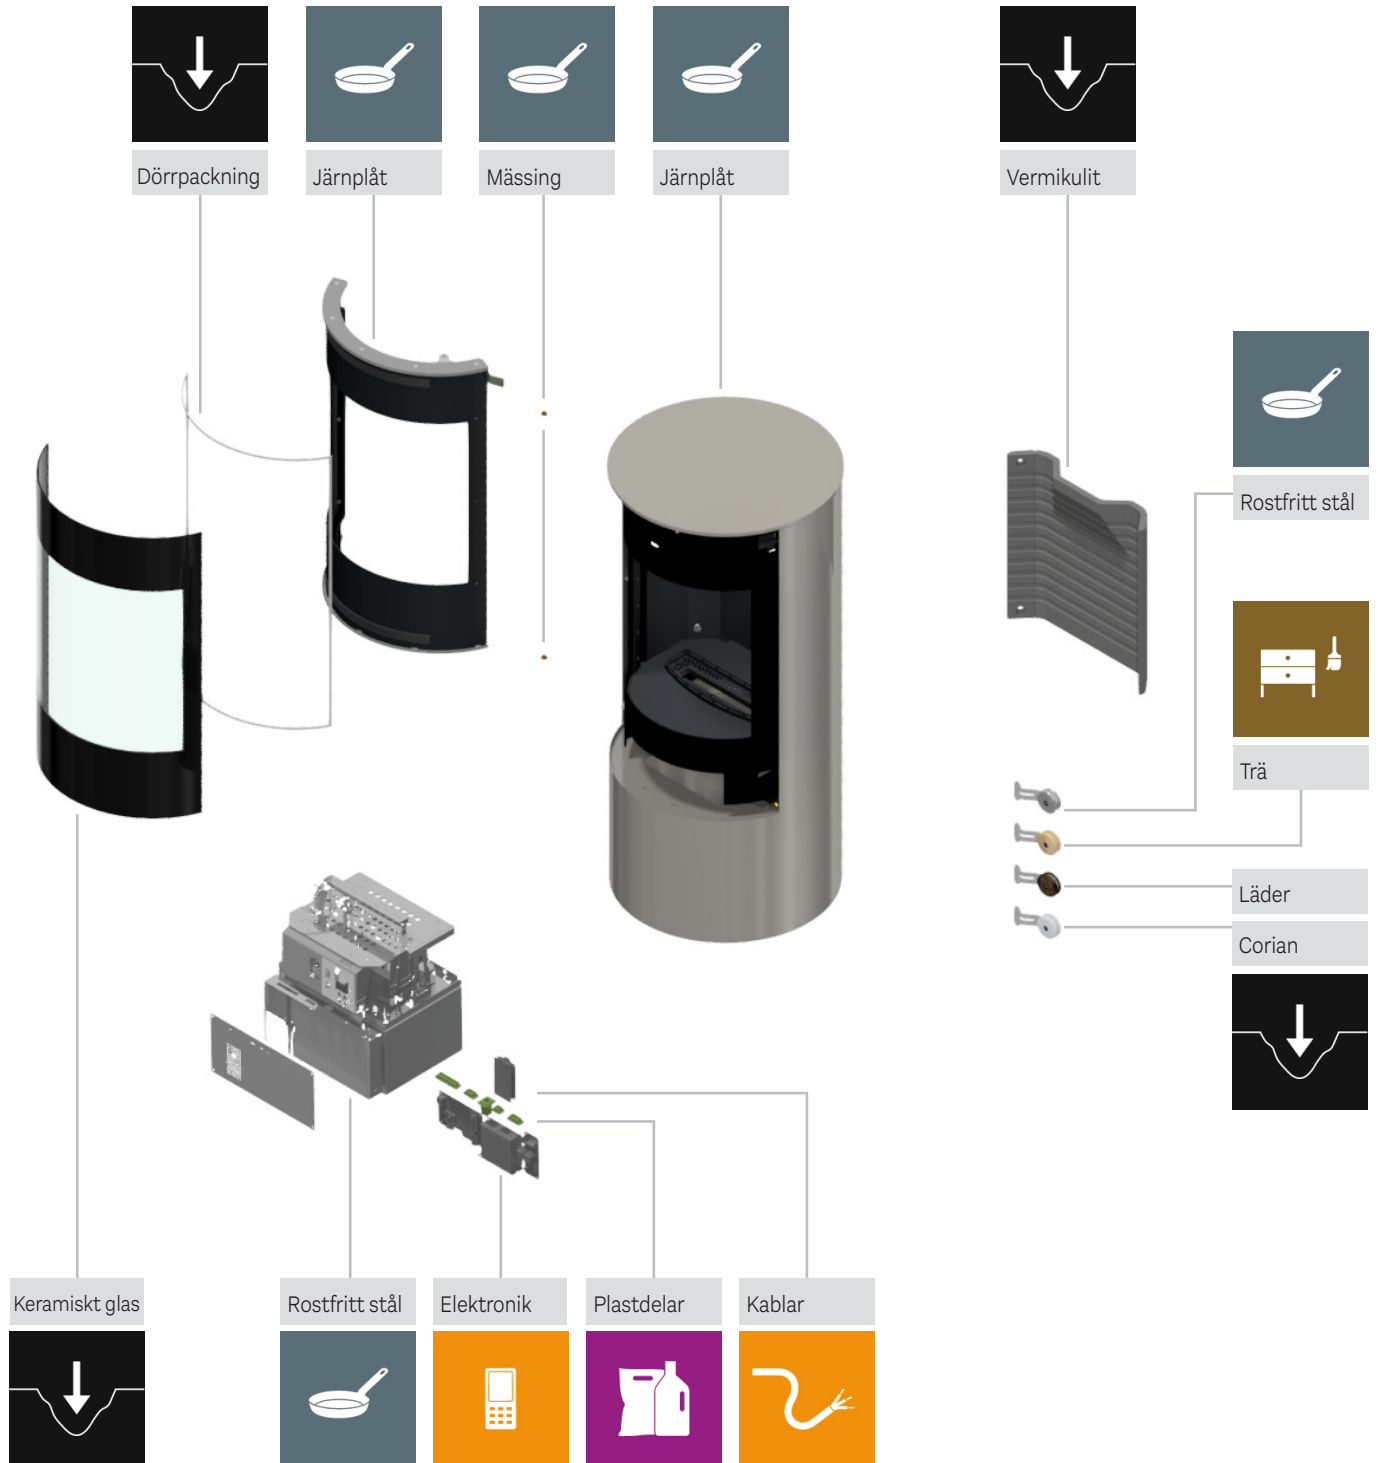 Dörrpackning
Järnplåt
Mässing
Järnplåt
Vermikulit
Rostfritt stål
Trä
Läder
Corian
Keramiskt glas
Rostfritt stål
Elektronik
Plastdelar
Kablar